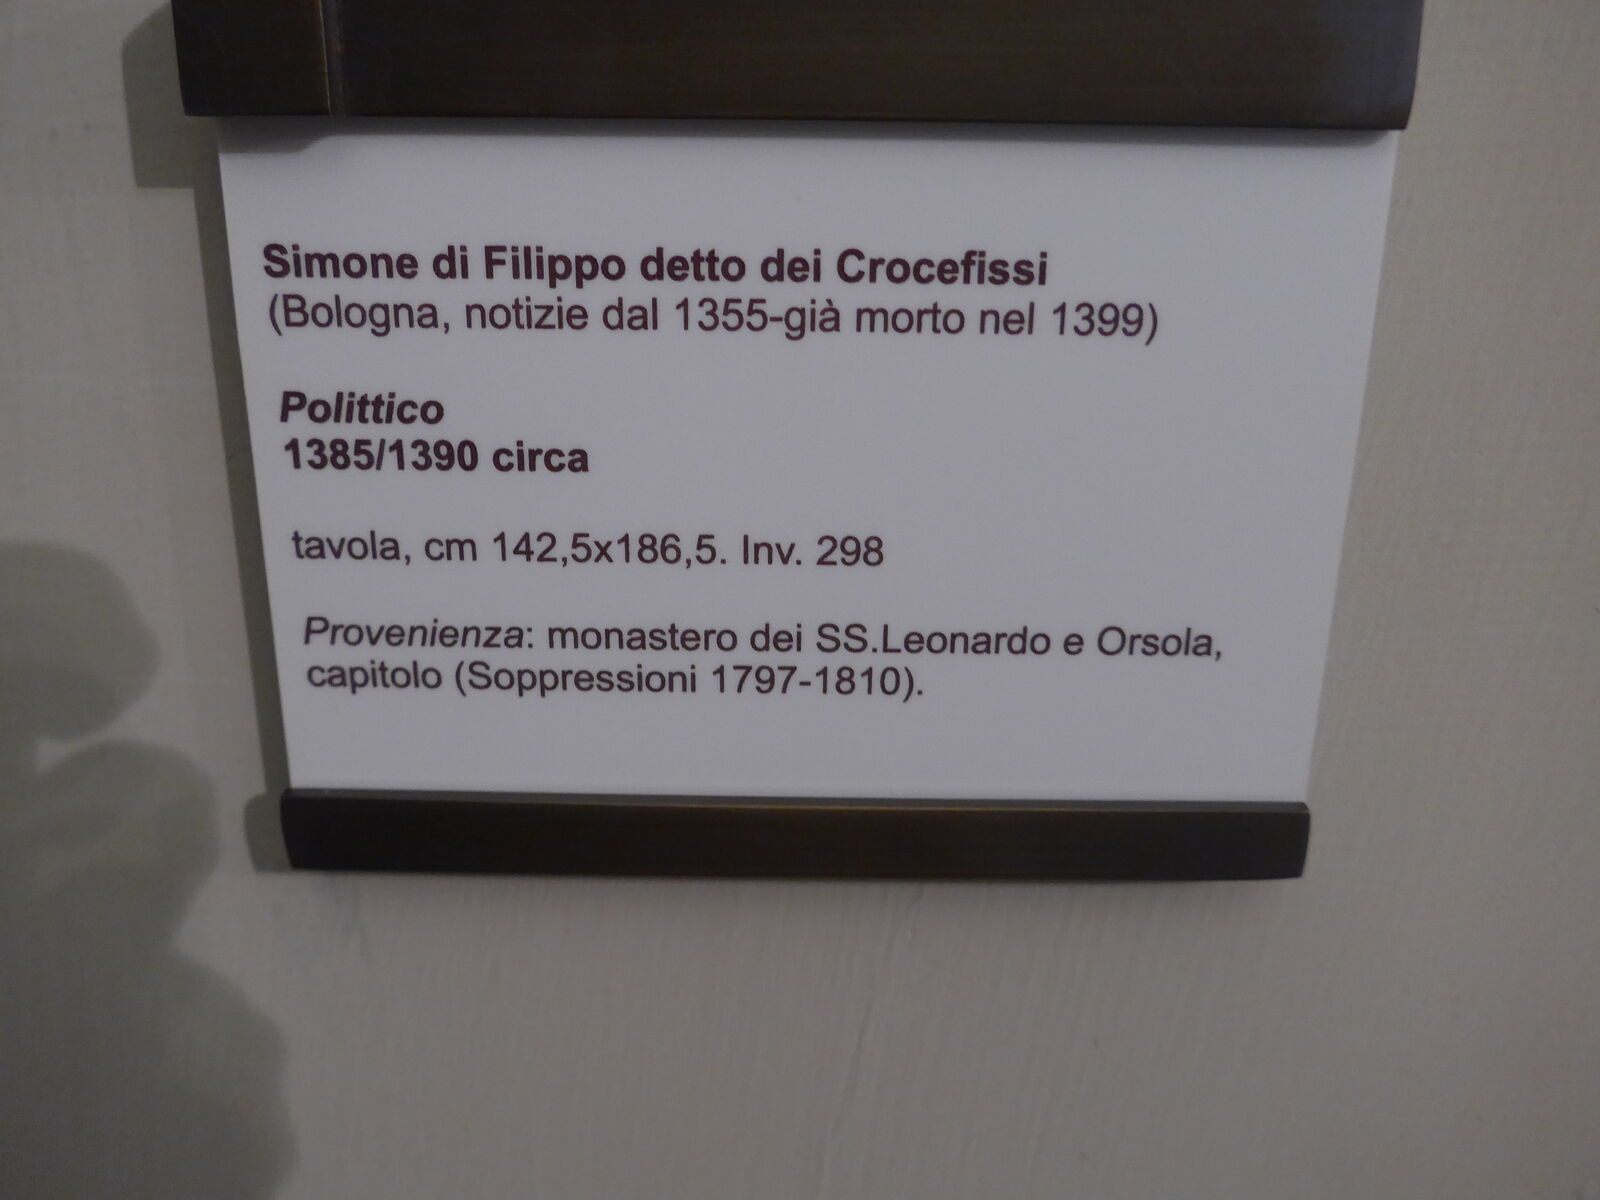 Simone di Filippo detto dei Crocefissi
(Bologna, notizie dal 1355-già morto nel 1399)
Polittico
1385/1390 circa
tavola, cm 142,5x186,5. Inv. 298
Provenienza: monastero dei SS.Leonardo e Orsola,
capitolo (Soppressioni 1797-1810).